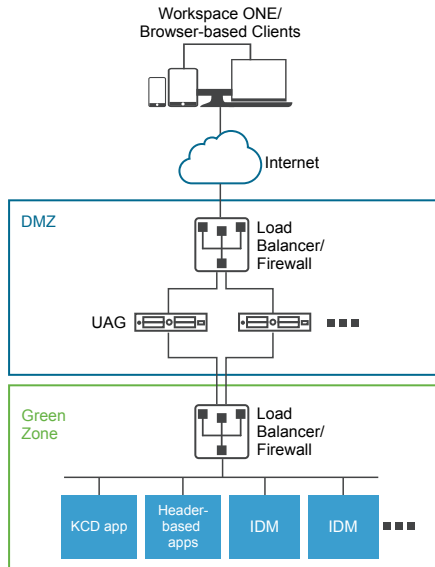 Workspace ONE/
Browser-based Clients
Internet
DMZ
Load
Balancer/
Firewall
UAG
Green
Zone
Load
Balancer/
Firewall
KCD app
Header-
based
apps
IDM
IDM